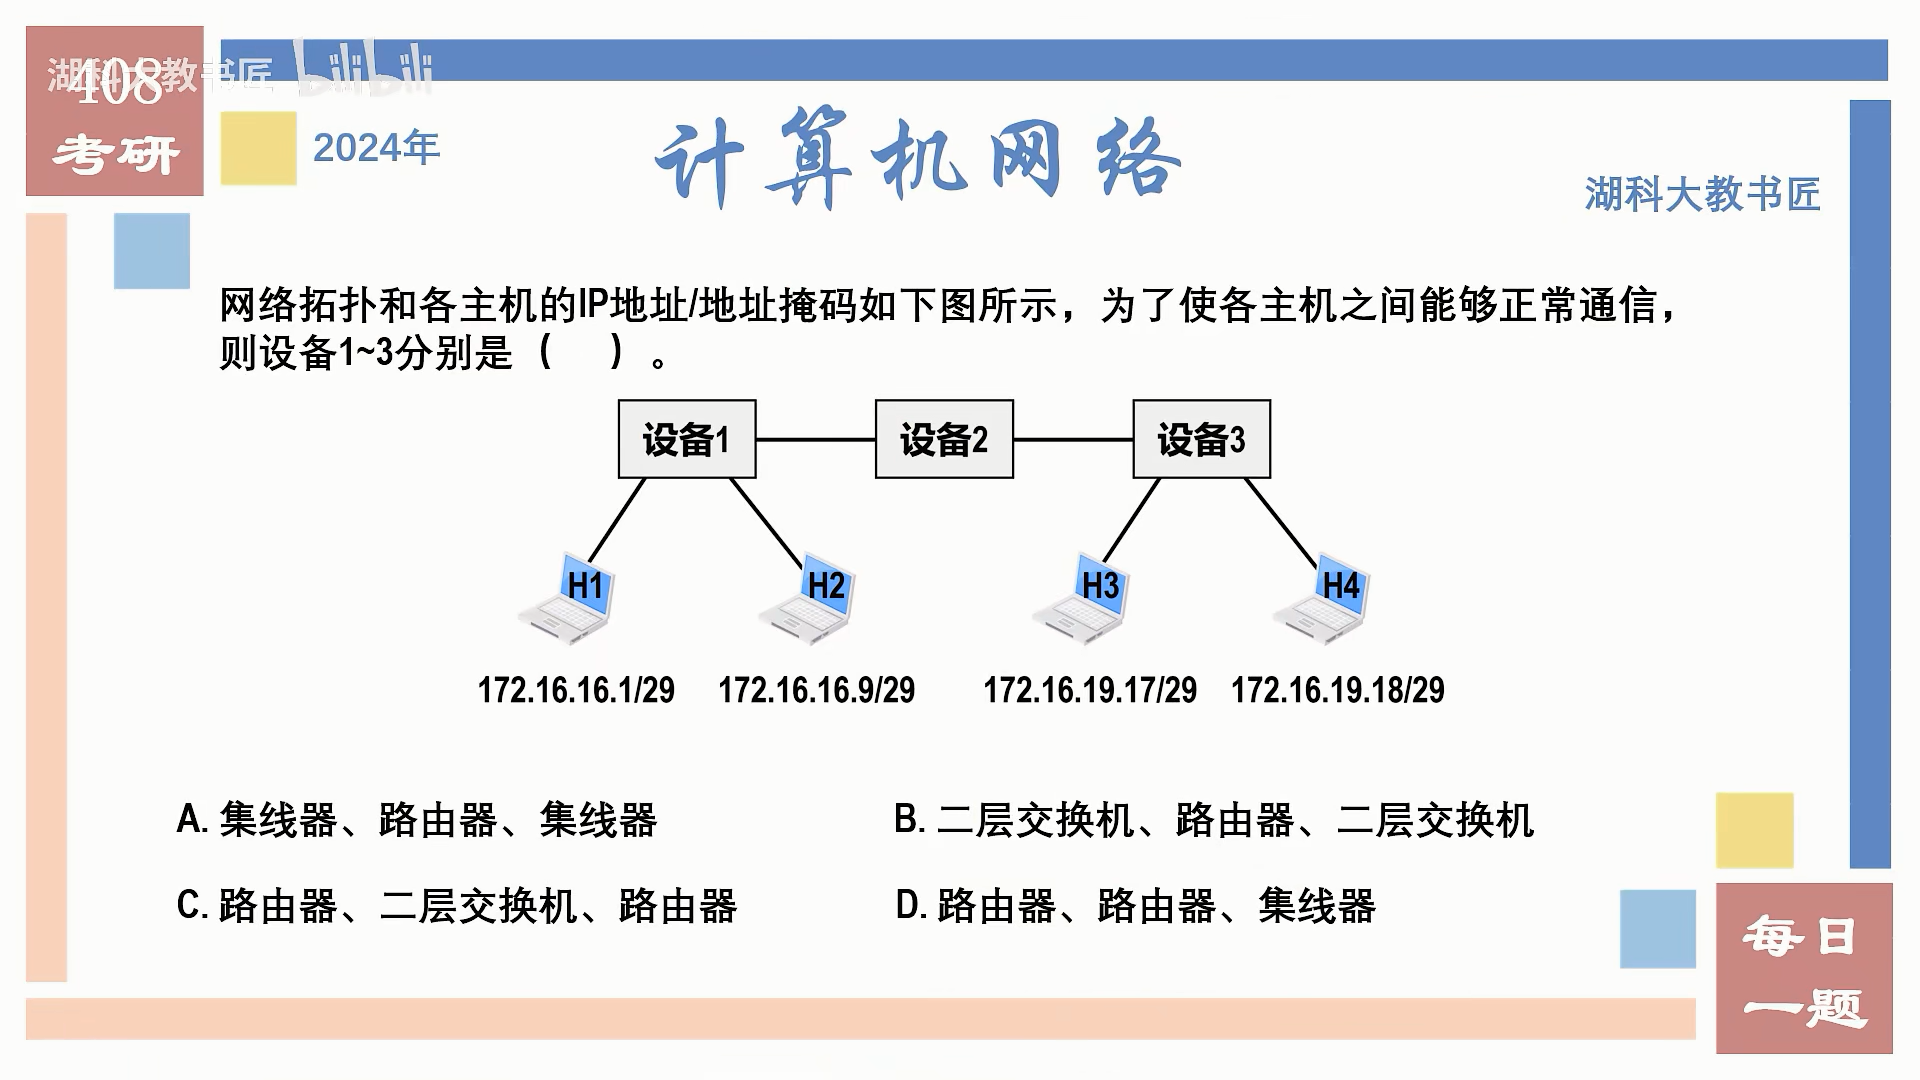 湖科大教书匠 bilibili
408
考研
2024年
计算机网络
湖科大教书匠
网络拓扑和各主机的IP地址/地址掩码如下图所示，为了使各主机之间能够正常通信，
则设备1~3分别是（ ）。
设备1 设备2 设备3
H1 H2 H3 H4
172.16.16.1/29 172.16.16.9/29 172.16.19.17/29 172.16.19.18/29
A. 集线器、路由器、集线器 B. 二层交换机、路由器、二层交换机
C. 路由器、二层交换机、路由器 D. 路由器、路由器、集线器
每日
一题